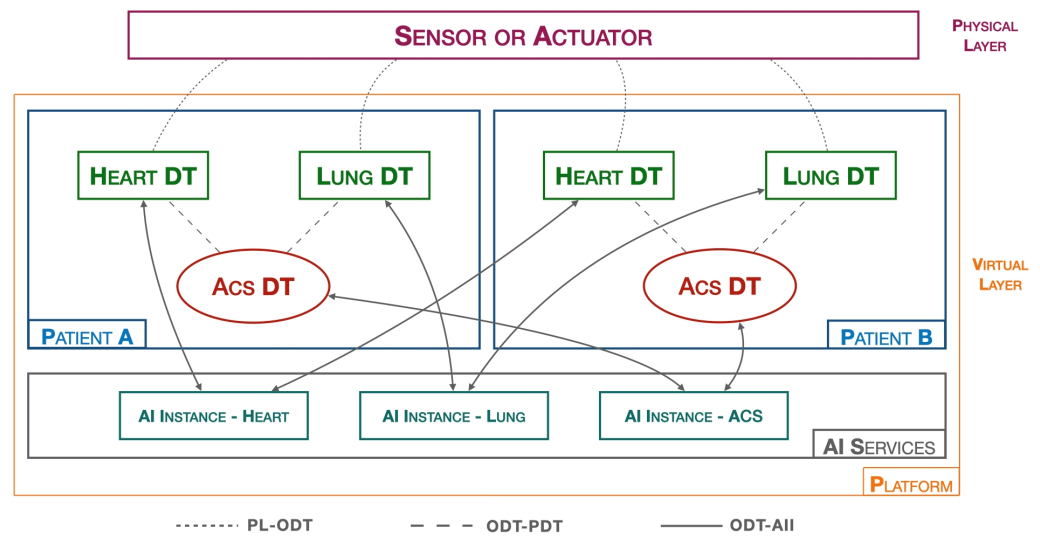 Sensor or Actuator
Physical
Layer
Heart DT
Lung DT
Heart DT
Lung DT
Acs DT
Acs DT
Virtual
Layer
Patient A
Patient B
AI Instance - Heart
AI Instance - Lung
AI Instance - ACS
AI Services
Platform
PL-ODT
ODT-PDT
ODT-AII